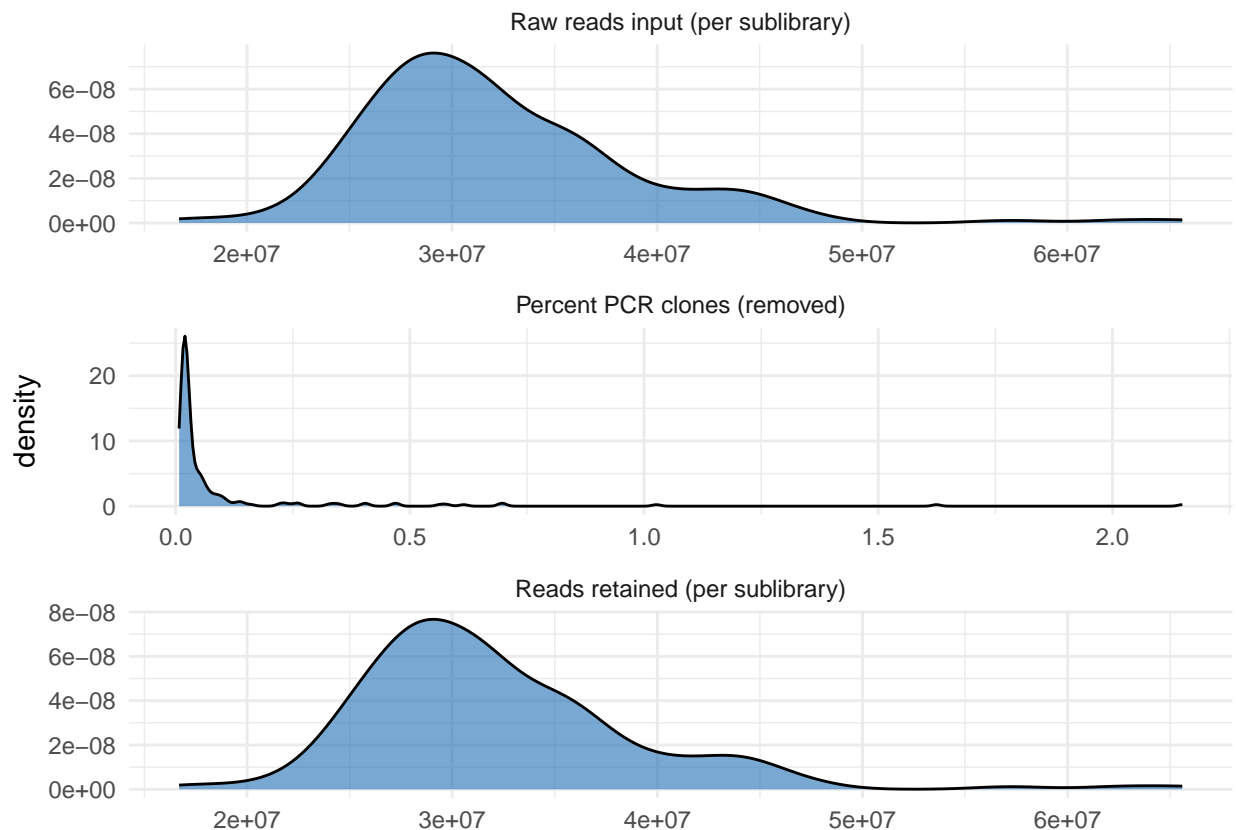 Raw reads input (per sublibrary)
6e−08
4e−08
2e−08
0e+00
2e+07 3e+07 4e+07 5e+07 6e+07
Percent PCR clones (removed)
density
20
10
0
0.0 0.5 1.0 1.5 2.0
Reads retained (per sublibrary)
8e−08
6e−08
4e−08
2e−08
0e+00
2e+07 3e+07 4e+07 5e+07 6e+07